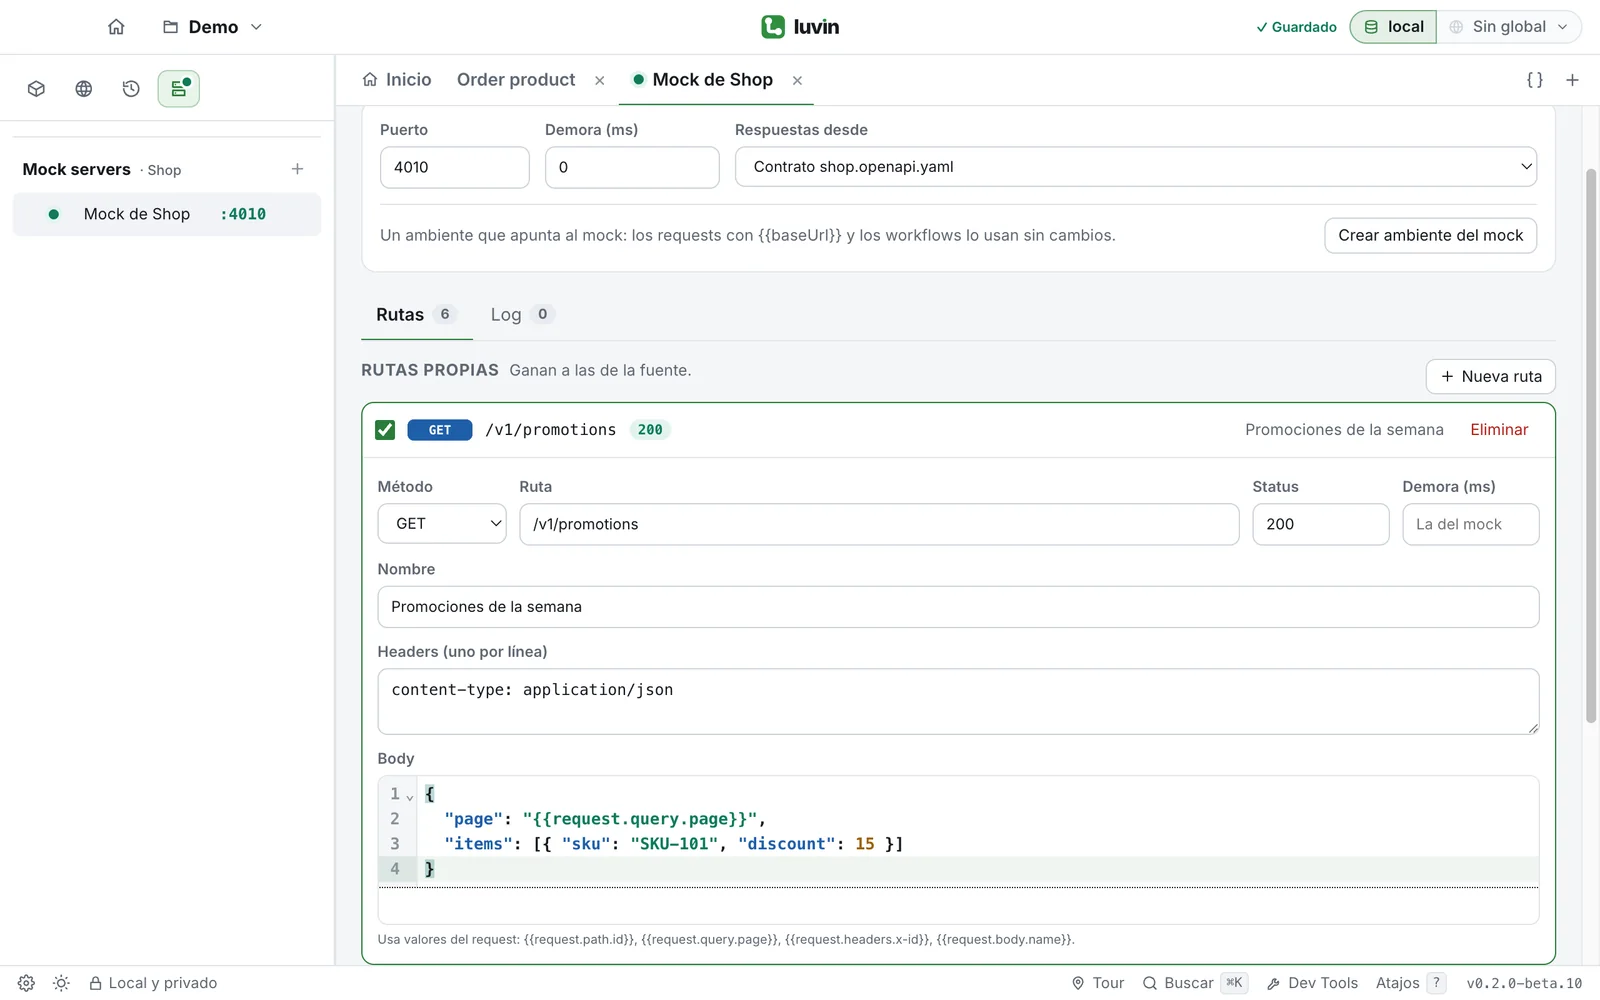 Demo
luvin
Guardado
local
Sin global
Inicio
Order product
Mock de Shop
{}
Mock servers · Shop
Mock de Shop :4010
Puerto
Demora (ms)
Respuestas desde
4010
0
Contrato shop.openapi.yaml
Un ambiente que apunta al mock: los requests con {{baseUrl}} y los workflows lo usan sin cambios.
Crear ambiente del mock
Rutas 6
Log 0
RUTAS PROPIAS Ganan a las de la fuente.
+ Nueva ruta
GET /v1/promotions 200
Promociones de la semana
Eliminar
Método
Ruta
Status
Demora (ms)
GET
/v1/promotions
200
La del mock
Nombre
Promociones de la semana
Headers (uno por línea)
content-type: application/json
Body
1 {
2 "page": "{{request.query.page}}",
3 "items": [{ "sku": "SKU-101", "discount": 15 }]
4 }
Usa valores del request: {{request.path.id}}, {{request.query.page}}, {{request.headers.x-id}}, {{request.body.name}}.
Local y privado
Tour
Buscar ⌘K
Dev Tools
Atajos ?
v0.2.0-beta.10